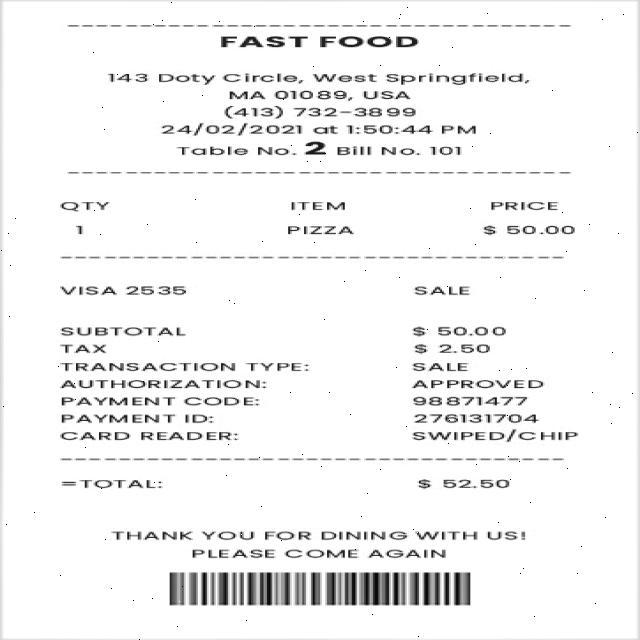 FAST FOOD
143 Doty Circle, West Springfield,
MA 01089, USA
(413) 732-3899
24/02/2021 at 1:50:44 PM
Table No. 2 Bill No. 101
QTY ITEM PRICE
1 PIZZA $ 50.00
VISA 2535 SALE
SUBTOTAL $ 50.00
TAX $ 2.50
TRANSACTION TYPE: SALE
AUTHORIZATION: APPROVED
PAYMENT CODE: 98871477
PAYMENT ID: 276131704
CARD READER: SWIPED/CHIP
=TOTAL: $ 52.50
THANK YOU FOR DINING WITH US!
PLEASE COME AGAIN